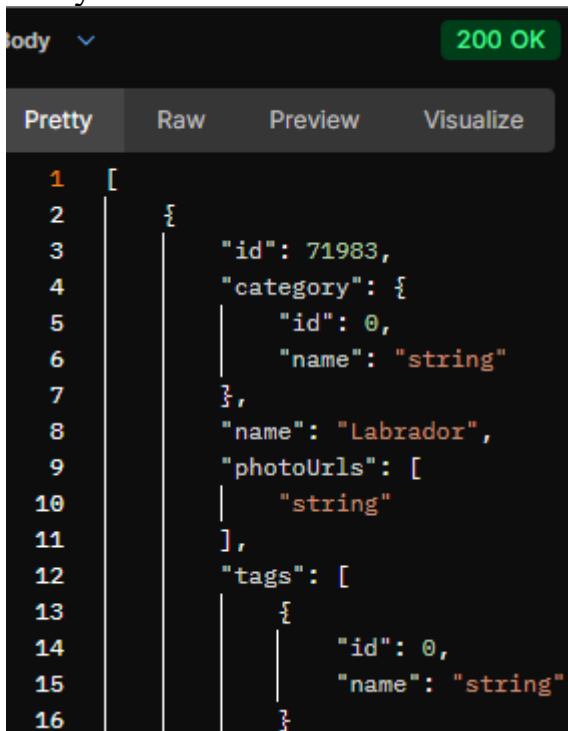 Body
200 OK
Pretty Raw Preview Visualize
1 [
2 {
3 "id": 71983,
4 "category": {
5 "id": 0,
6 "name": "string"
7 },
8 "name": "Labrador",
9 "photoUrls": [
10 "string"
11 ],
12 "tags": [
13 {
14 "id": 0,
15 "name": "string"
16 }